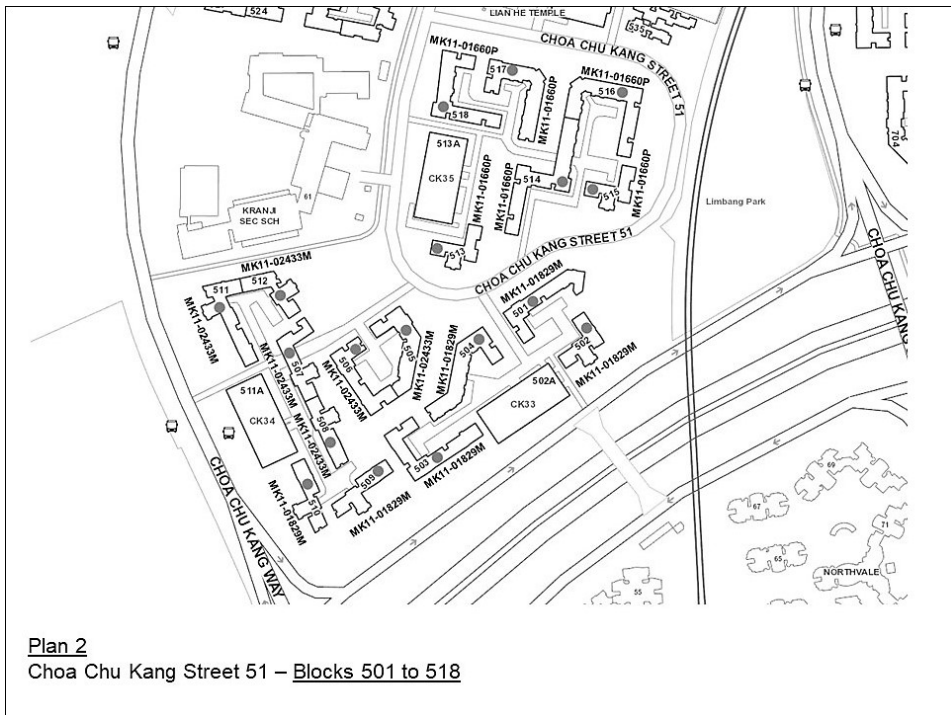 LIAN HE TEMPLE
524
535
CHOA CHU KANG STREET 51
MK11-01660P
517
MK11-01660P
516
518
MK11-01660P
704
513A
CK35
MK11-01660P
514
MK11-01660P
515
MK11-01660P
61
KRANJI
SEC SCH
Limbang Park
513
CHOA CHU KANG STREET 51
CHOA CHU KANG
MK11-02433M
511
512
MK11-02433M
MK11-01829M
501
502
MK11-01829M
507
MK11-02433M
506
MK11-02433M
505
MK11-02433M
504
MK11-01829M
511A
CK34
502A
CK33
508
MK11-02433M
503
MK11-01829M
509
MK11-01829M
510
MK11-01829M
CHOA CHU KANG WAY
69
67
71
65
NORTHVALE
55
Plan 2
Choa Chu Kang Street 51 – Blocks 501 to 518